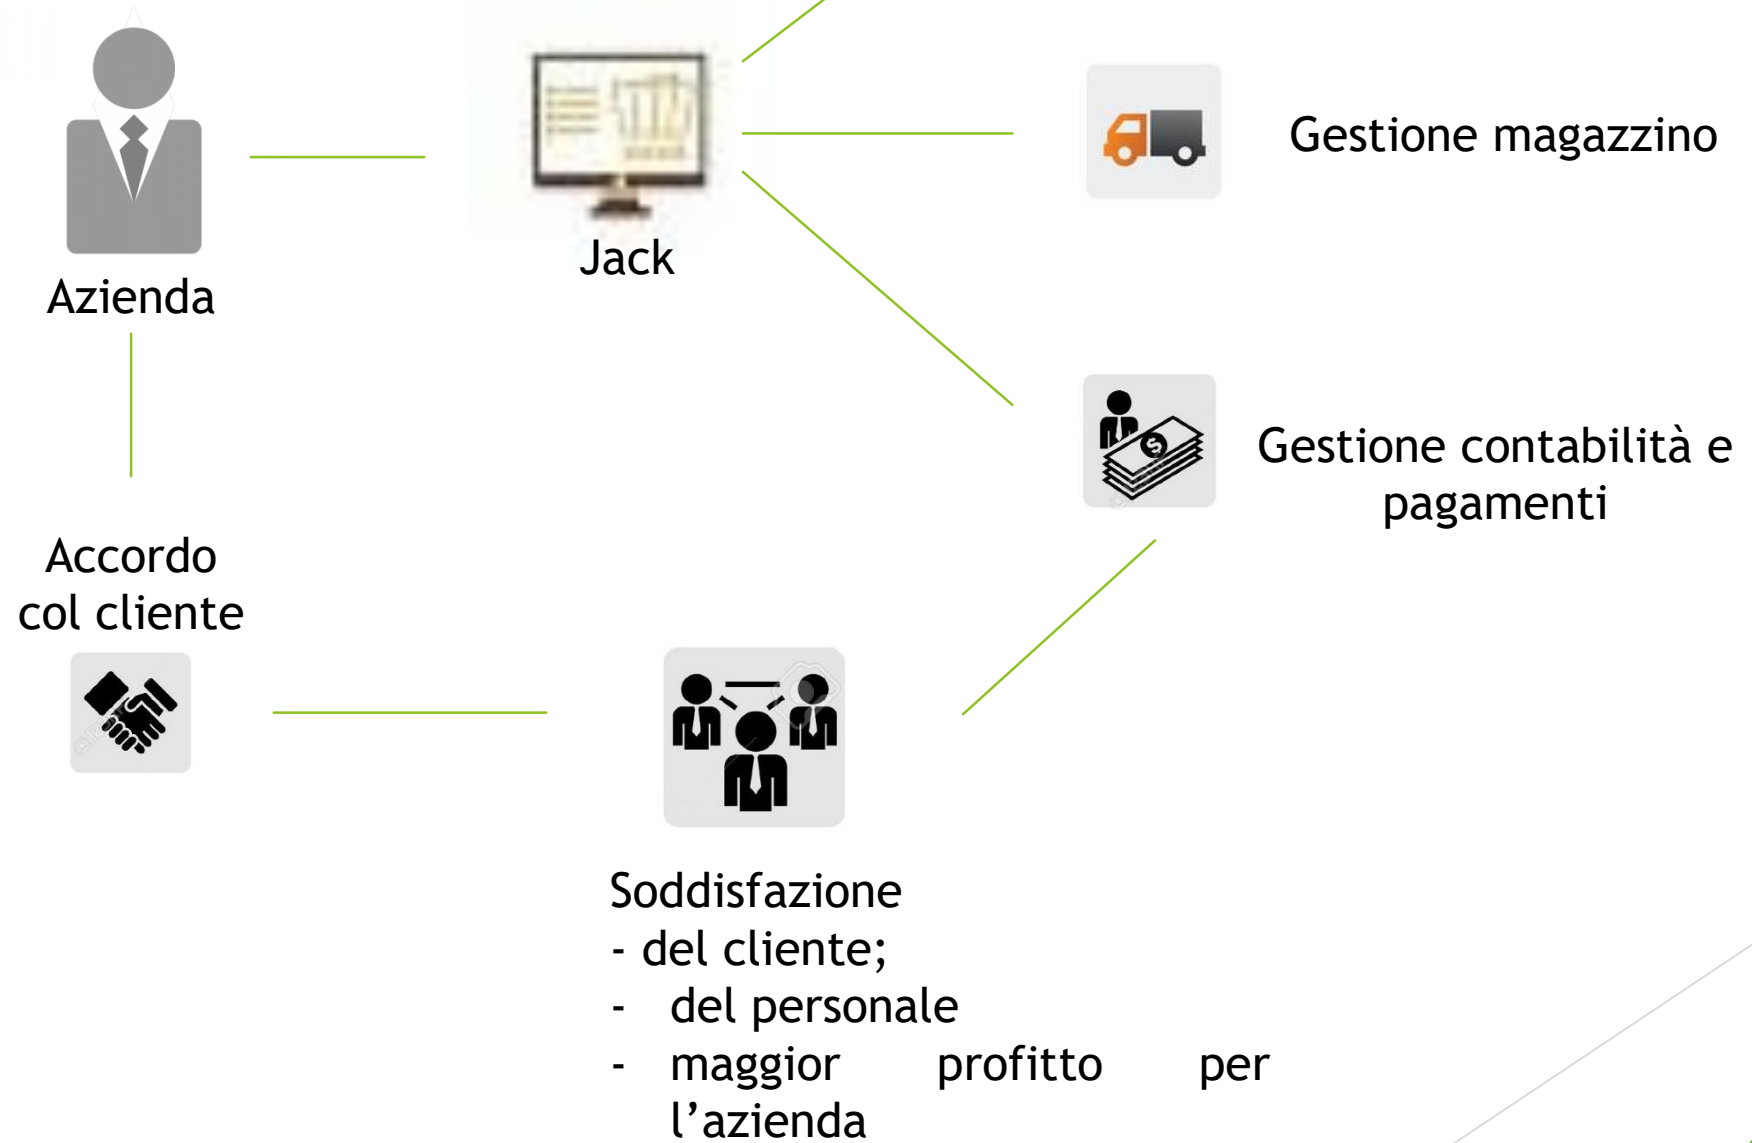 Gestione magazzino
Jack
Azienda
Gestione contabilità e
pagamenti
Accordo
col cliente
Soddisfazione
- del cliente;
- del personale
- maggior profitto per
l’azienda